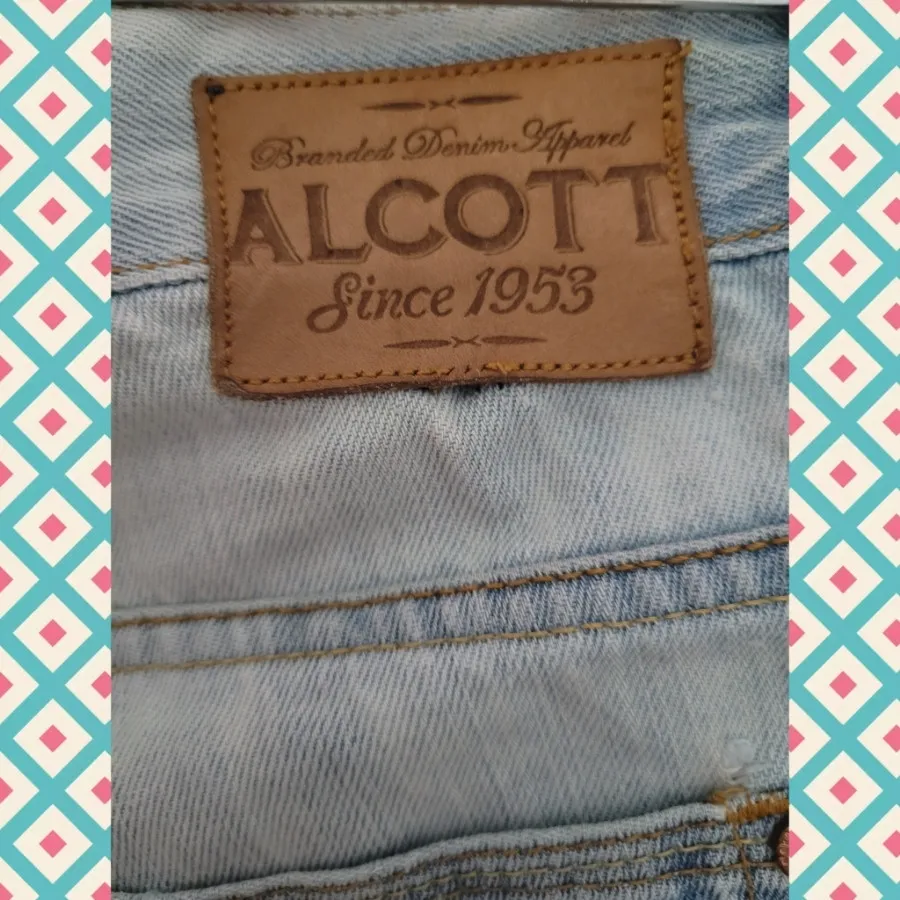 Branded Denim Apparel
ALCOTT
Since 1953